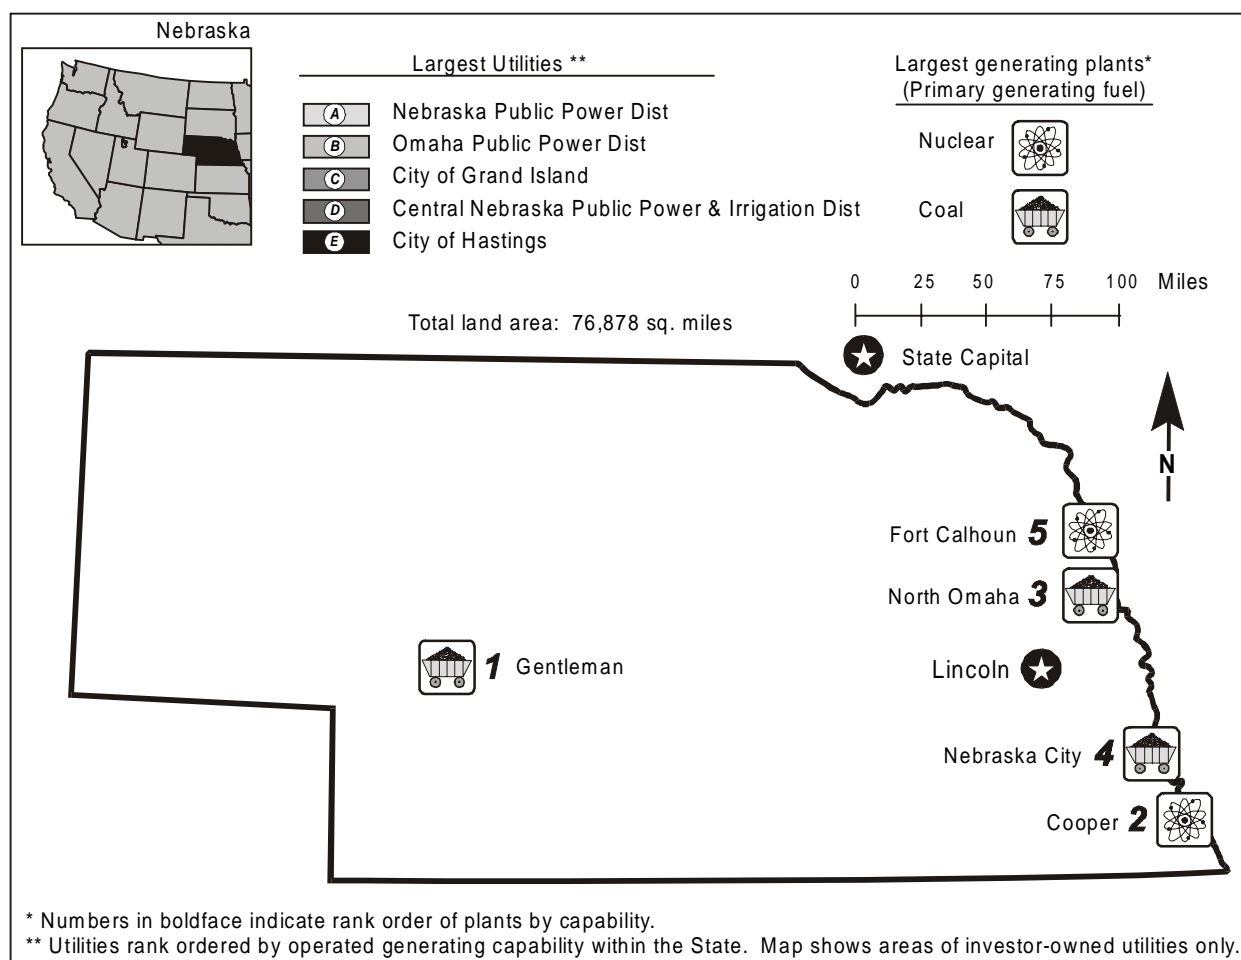 Nebraska
Largest Utilities **
A Nebraska Public Power Dist
B Omaha Public Power Dist
C City of Grand Island
D Central Nebraska Public Power & Irrigation Dist
E City of Hastings
Largest generating plants*
(Primary generating fuel)
Nuclear
Coal
0 25 50 75 100 Miles
Total land area: 76,878 sq. miles
State Capital
N
Fort Calhoun 5
North Omaha 3
1 Gentleman
Lincoln
Nebraska City 4
Cooper 2
* Numbers in boldface indicate rank order of plants by capability.
** Utilities rank ordered by operated generating capability within the State. Map shows areas of investor-owned utilities only.